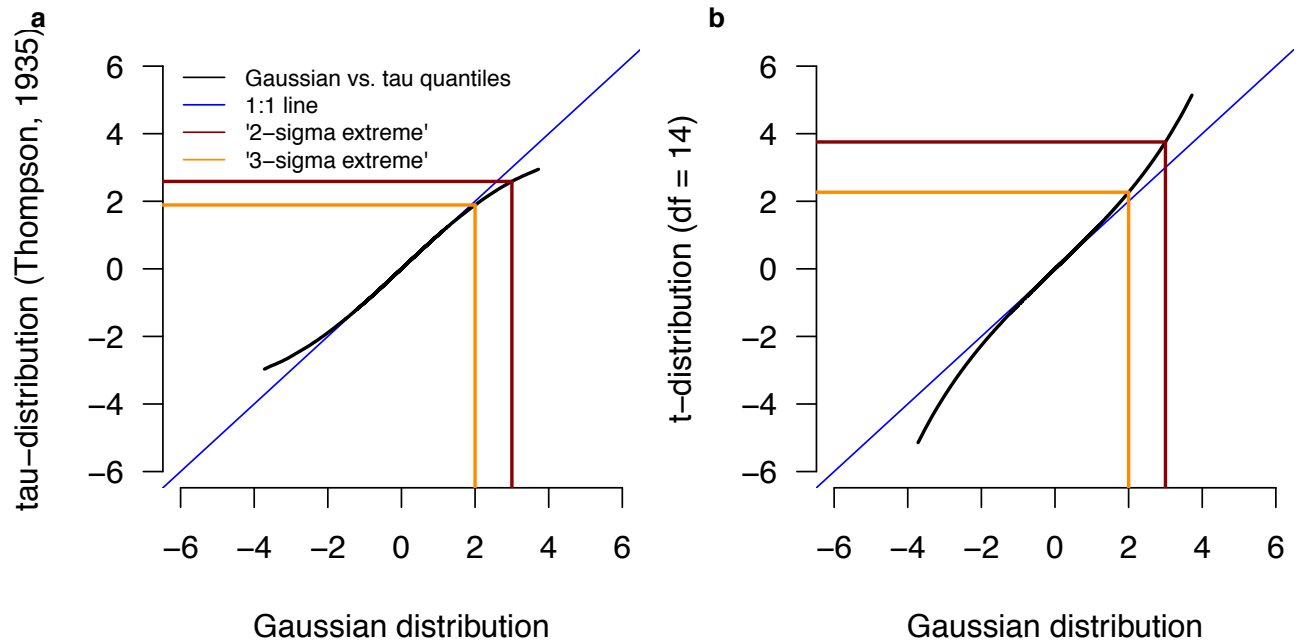 a
tau−distribution (Thompson, 1935)
6
4
2
0
−2
−4
−6
Gaussian vs. tau quantiles
1:1 line
'2−sigma extreme'
'3−sigma extreme'
−6 −4 −2 0 2 4 6
Gaussian distribution
b
t−distribution (df = 14)
6
4
2
0
−2
−4
−6
−6 −4 −2 0 2 4 6
Gaussian distribution